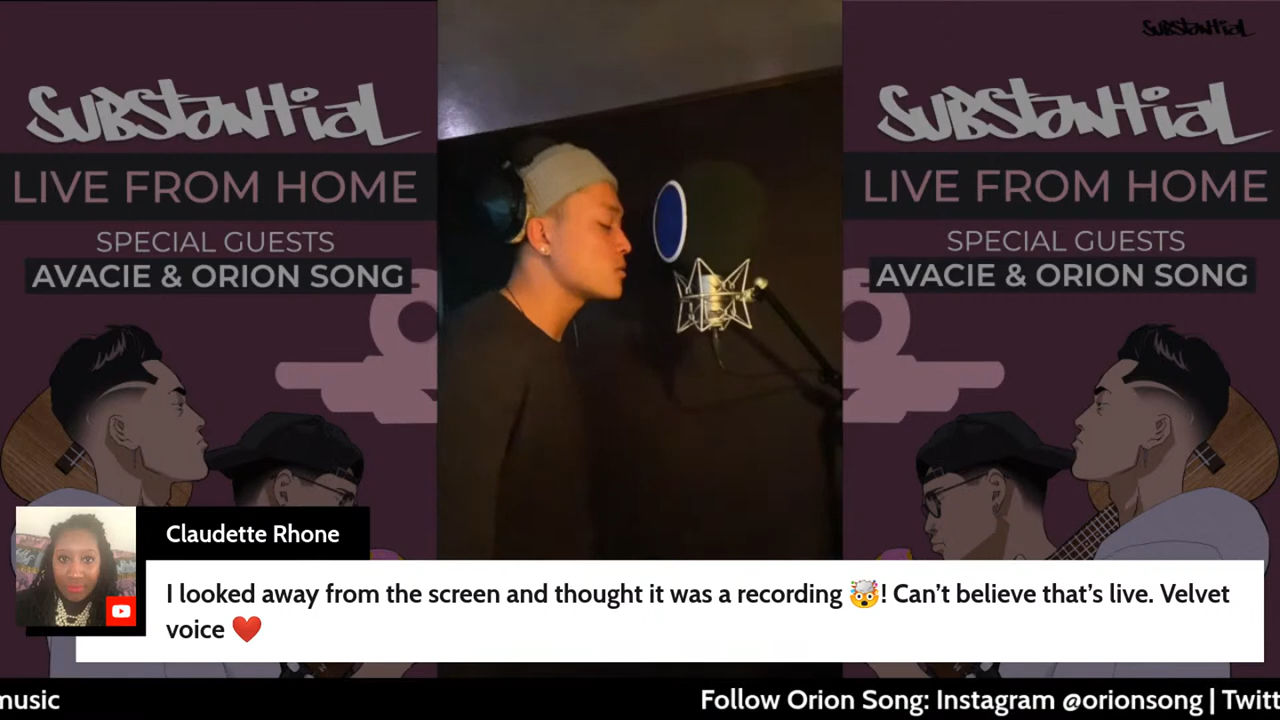 SUBSTANTIAL
SUBSTANTIAL
LIVE FROM HOME
SPECIAL GUESTS
AVACIE & ORION SONG
SUBSTANTIAL
LIVE FROM HOME
SPECIAL GUESTS
AVACIE & ORION SONG
Claudette Rhone
I looked away from the screen and thought it was a recording 🤯! Can't believe that's live. Velvet
voice ❤️
music
Follow Orion Song: Instagram @orionsong | Twitt